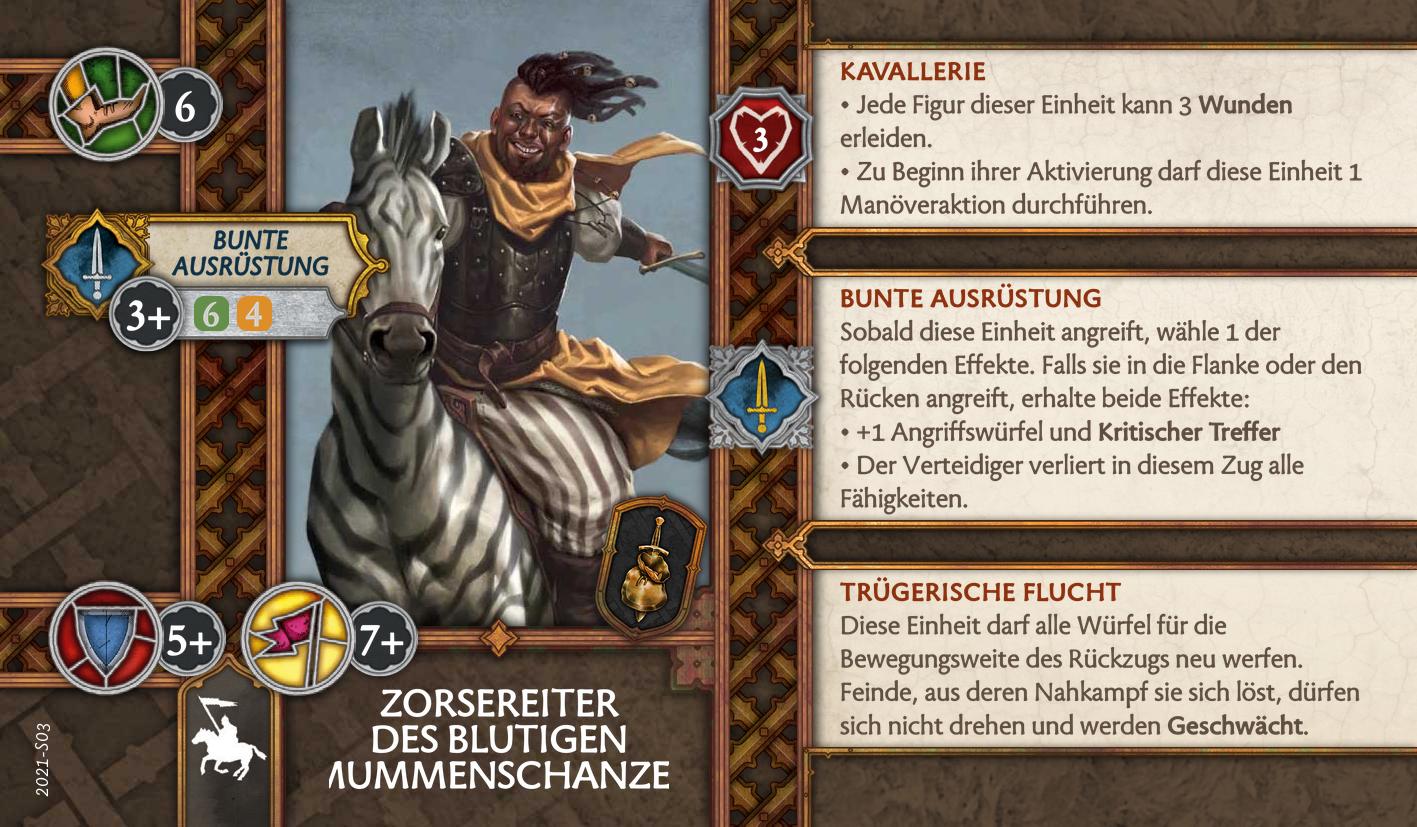 6
BUNTE
AUSRÜSTUNG
3+ 6 4
5+ 7+
ZORSEREITER
DES BLUTIGEN
MUMMENSCHANZE
2021-S03
3
KAVALLERIE
• Jede Figur dieser Einheit kann 3 Wunden
erleiden.
• Zu Beginn ihrer Aktivierung darf diese Einheit 1
Manöveraktion durchführen.
BUNTE AUSRÜSTUNG
Sobald diese Einheit angreift, wähle 1 der
folgenden Effekte. Falls sie in die Flanke oder den
Rücken angreift, erhalte beide Effekte:
• +1 Angriffswürfel und Kritischer Treffer
• Der Verteidiger verliert in diesem Zug alle
Fähigkeiten.
TRÜGERISCHE FLUCHT
Diese Einheit darf alle Würfel für die
Bewegungsweite des Rückzugs neu werfen.
Feinde, aus deren Nahkampf sie sich löst, dürfen
sich nicht drehen und werden Geschwächt.